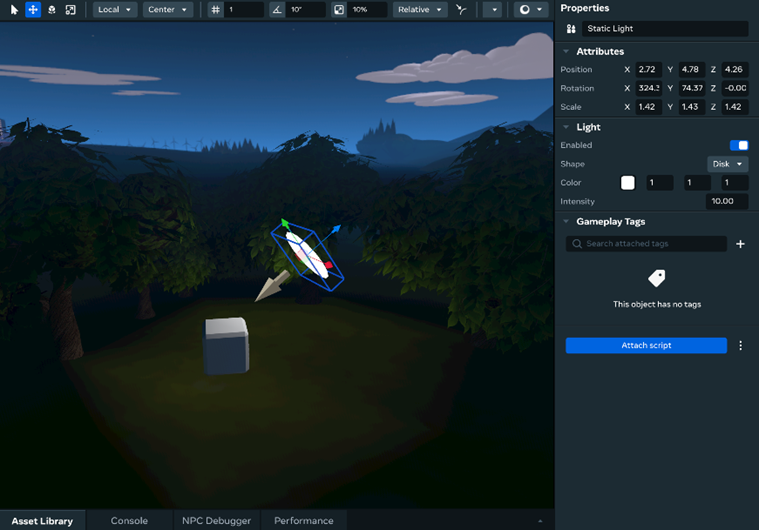 Local Center 1 10° 10% Relative
Properties
Static Light
Attributes
Position X 2.72 Y 4.78 Z 4.26
Rotation X 324.3 Y 74.37 Z -0.00
Scale X 1.42 Y 1.43 Z 1.42
Light
Enabled
Shape Disk
Color 1 1 1
Intensity 10.00
Gameplay Tags
Search attached tags
This object has no tags
Attach script
Asset Library Console NPC Debugger Performance